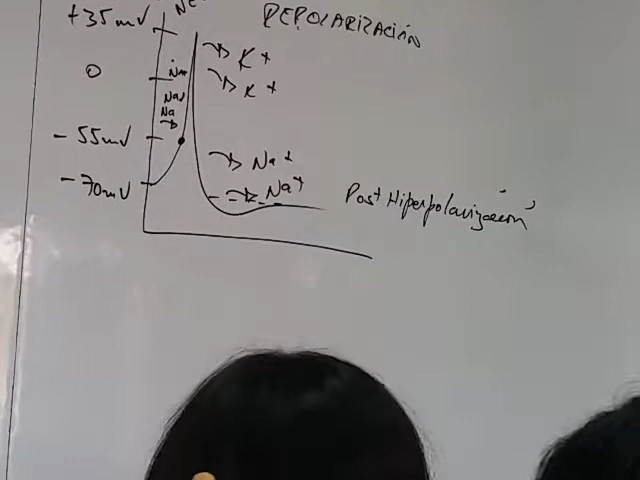 +35mV
REPOLARIZACIÓN
K+
0
Na
K+
Na
Na
-55mV
Na+
-70mV
Na+
Post Hiperpolarización